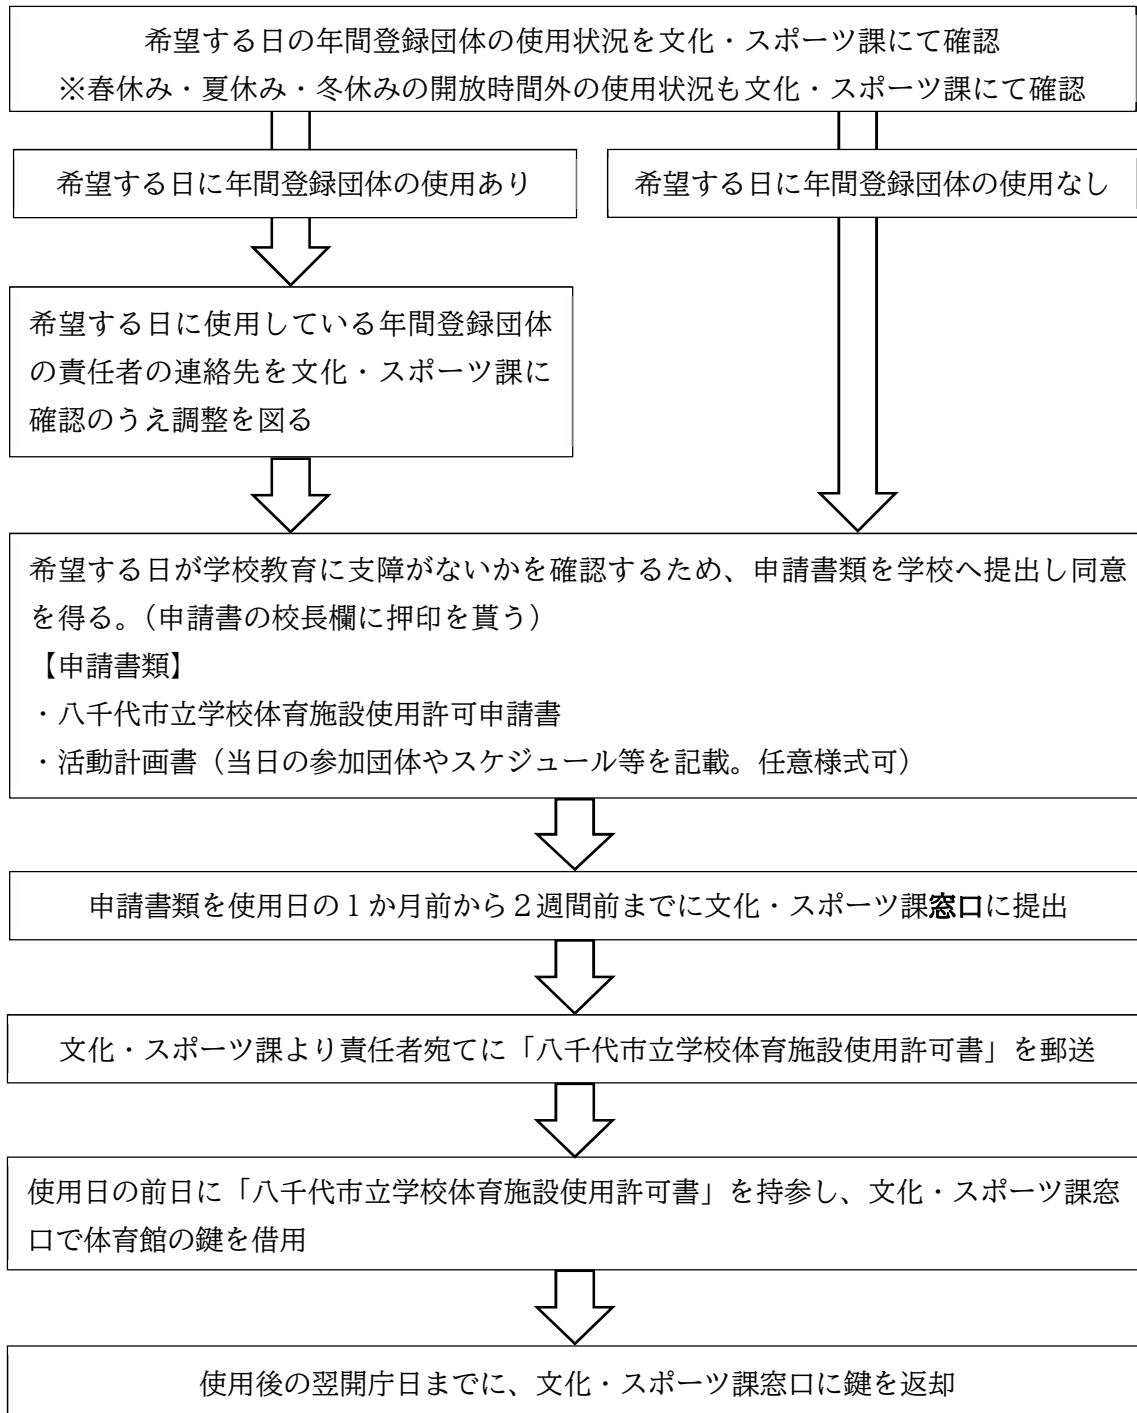 希望する日の年間登録団体の使用状況を文化・スポーツ課にて確認
※春休み・夏休み・冬休みの開放時間外の使用状況も文化・スポーツ課にて確認
希望する日に年間登録団体の使用あり
希望する日に年間登録団体の使用なし
希望する日に使用している年間登録団体
の責任者の連絡先を文化・スポーツ課に
確認のうえ調整を図る
希望する日が学校教育に支障がないかを確認するため、申請書類を学校へ提出し同意
を得る。（申請書の校長欄に押印を貰う）
【申請書類】
・八千代市立学校体育施設使用許可申請書
・活動計画書（当日の参加団体やスケジュール等を記載。任意様式可）
申請書類を使用日の１か月前から２週間前までに文化・スポーツ課窓口に提出
文化・スポーツ課より責任者宛てに「八千代市立学校体育施設使用許可書」を郵送
使用日の前日に「八千代市立学校体育施設使用許可書」を持参し、文化・スポーツ課窓
口で体育館の鍵を借用
使用後の翌開庁日までに、文化・スポーツ課窓口に鍵を返却